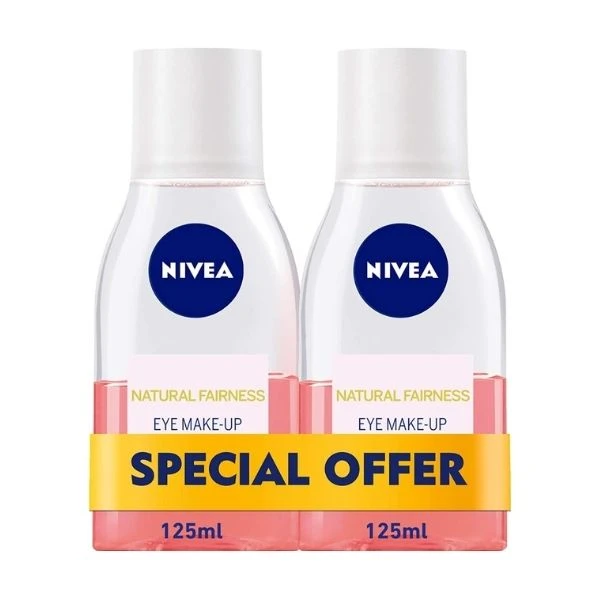 NIVEA
NATURAL FAIRNESS
EYE MAKE-UP
NIVEA
NATURAL FAIRNESS
EYE MAKE-UP
SPECIAL OFFER
125ml
125ml